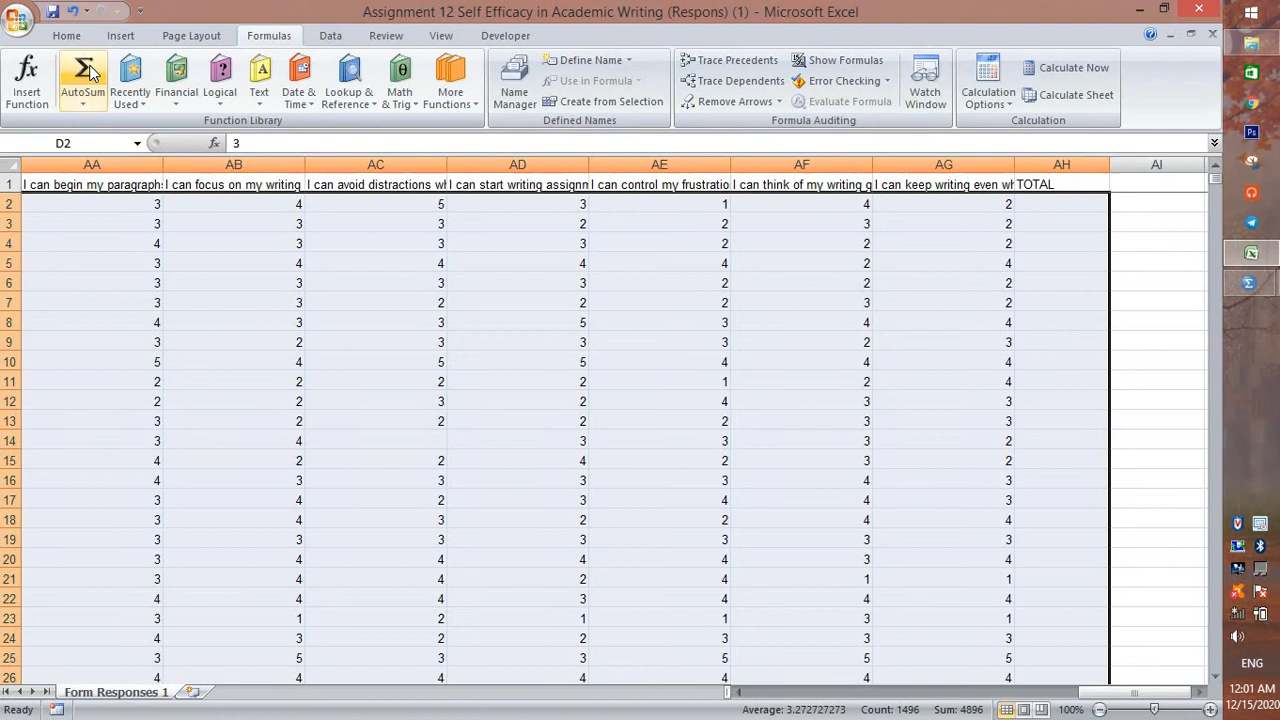 Assignment 12 Self Efficacy in Academic Writing (Respons) (1) - Microsoft Excel
Home Insert Page Layout Formulas Data Review View Developer
Insert Function
AutoSum
Recently Used
Financial
Logical
Text
Date & Time
Lookup & Reference
Math & Trig
More Functions
Function Library
Name Manager
Define Name
Use in Formula
Create from Selection
Defined Names
Trace Precedents
Trace Dependents
Remove Arrows
Show Formulas
Error Checking
Evaluate Formula
Formula Auditing
Watch Window
Calculation Options
Calculate Now
Calculate Sheet
Calculation
D2 fx 3
AA AB AC AD AE AF AG AH AI
1 I can begin my paragraph I can focus on my writing I can avoid distractions wh I can start writing assignm I can control my frustratio I can think of my writing g I can keep writing even wh TOTAL
2 3 4 5 3 1 4 2
3 3 3 3 2 2 3 2
4 4 3 3 3 2 2 2
5 3 4 4 4 4 2 4
6 3 3 3 3 2 2 2
7 3 3 2 2 2 3 2
8 4 3 3 5 3 4 4
9 3 2 3 3 3 2 3
10 5 4 5 5 4 4 4
11 2 2 2 2 1 2 4
12 2 2 3 2 4 3 3
13 3 2 2 2 2 3 3
14 3 4 3 3 3 2
15 4 2 2 4 2 3 2
16 4 3 3 3 3 4 3
17 3 4 2 3 4 4 3
18 3 4 3 2 2 4 4
19 3 3 3 3 3 3 3
20 3 4 4 2 4 3 4
21 3 4 4 2 4 1 1
22 4 4 4 3 4 4 4
23 3 1 2 1 1 3 1
24 4 3 2 2 3 3 3
25 3 5 3 3 5 5 5
26 4 4 4 4 4 4 4
Form Responses 1
Ready Average: 3.272727273 Count: 1496 Sum: 4896 100%
ENG
12:01 AM
12/15/2020